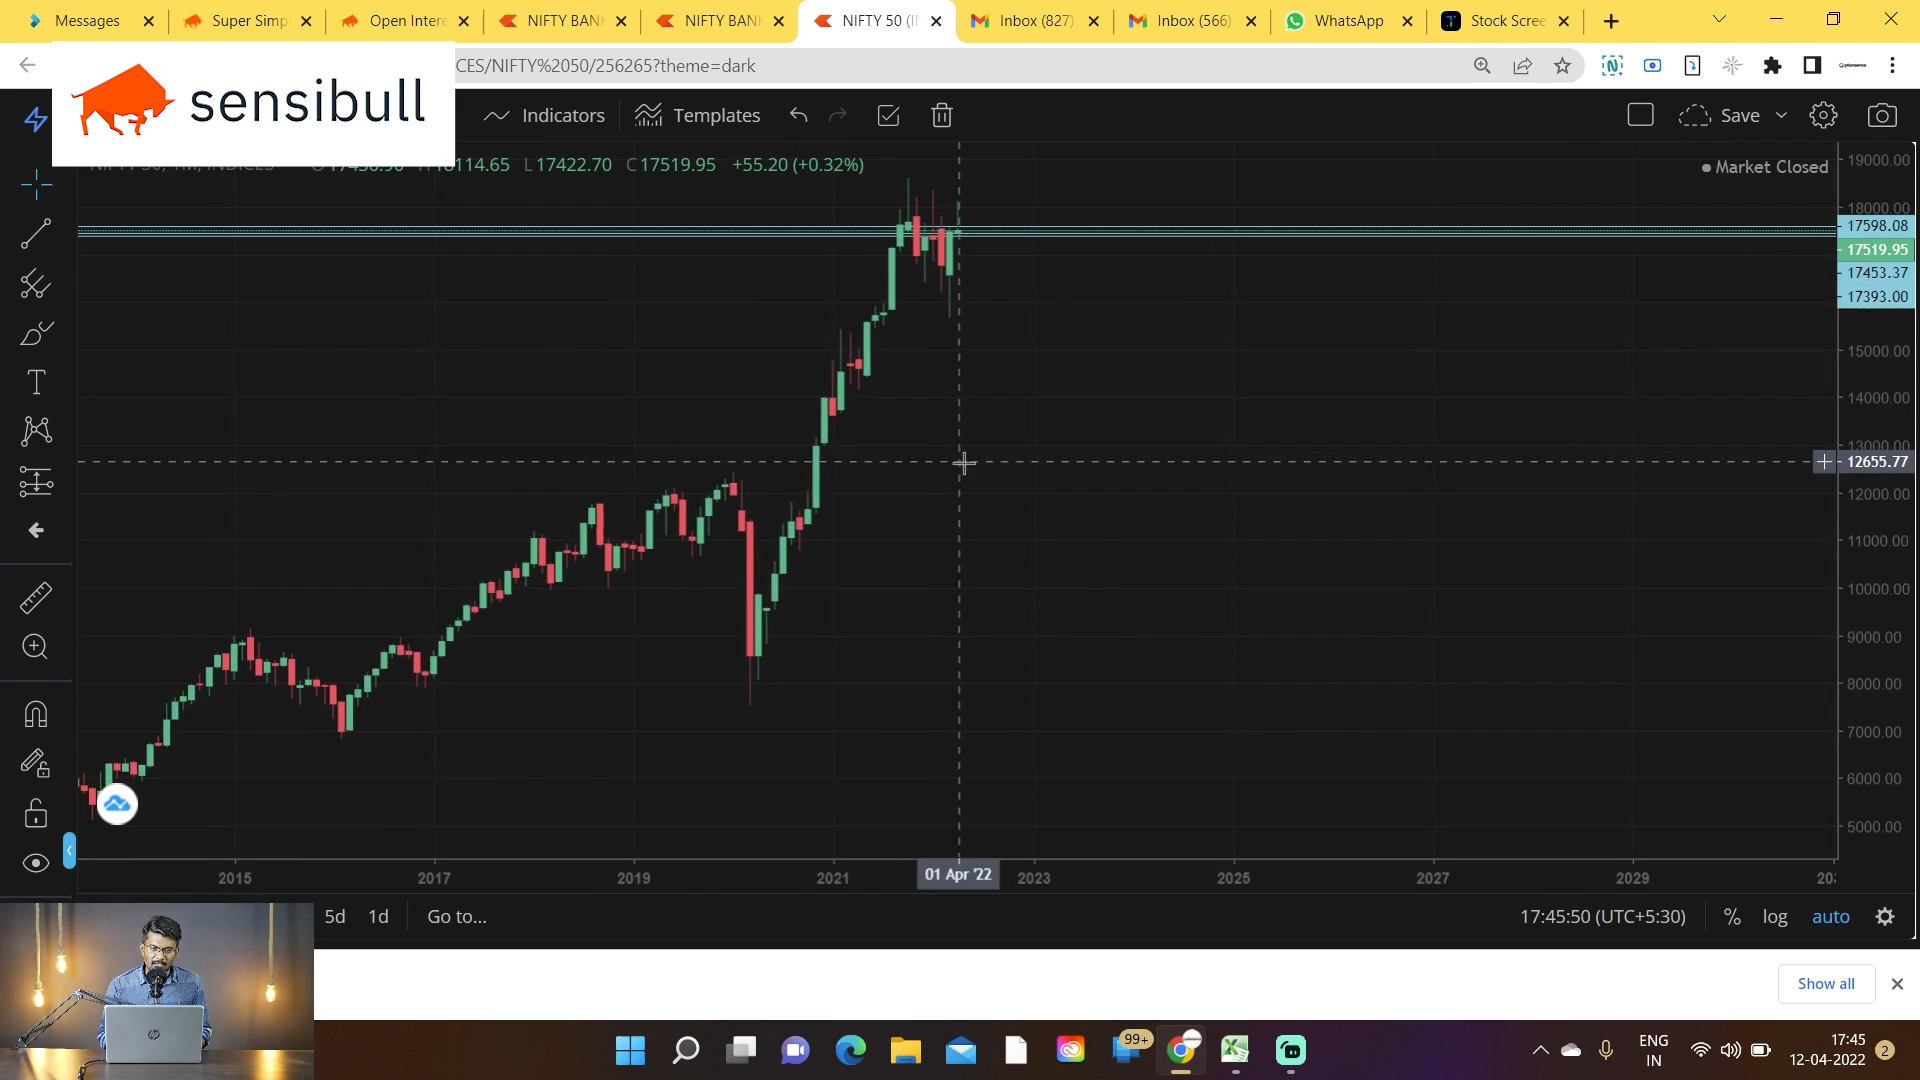 Messages
Super Simp
Open Inter
NIFTY BAN
NIFTY BAN
NIFTY 50 (I
Inbox (827)
Inbox (566)
WhatsApp
Stock Scree
sensibull
CES/NIFTY%2050/256265?theme=dark
Indicators
Templates
Save
114.65 L17422.70 C17519.95 +55.20 (+0.32%)
Market Closed
19000.00
18000.00
17598.08
17519.95
17453.37
17393.00
15000.00
14000.00
13000.00
12655.77
12000.00
11000.00
10000.00
9000.00
8000.00
7000.00
6000.00
5000.00
2015
2017
2019
2021
01 Apr '22
2023
2025
2027
2029
5d
1d
Go to...
17:45:50 (UTC+5:30)
%
log
auto
Show all
99+
ENG
IN
17:45
12-04-2022
2
hp